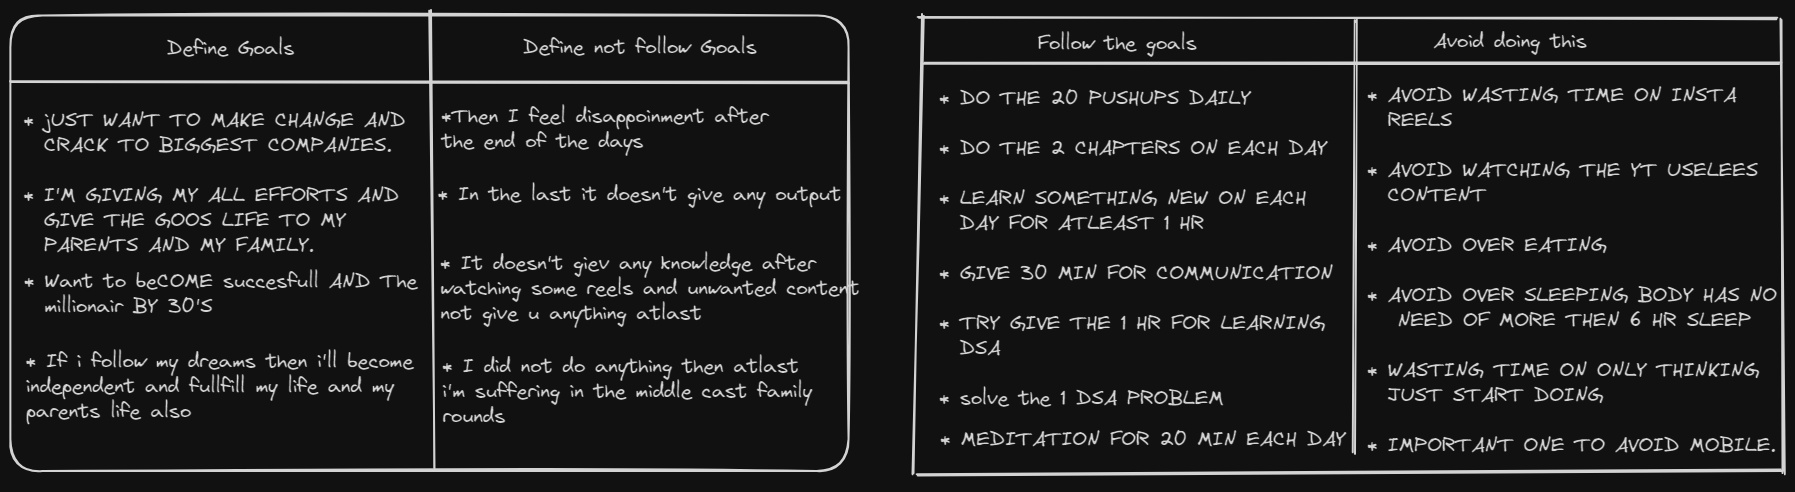 Define Goals
* jUST WANT TO MAKE CHANGE AND
CRACK TO BIGGEST COMPANIES.
* I'M GIVING MY ALL EFFORTS AND
GIVE THE GOOS LIFE TO MY
PARENTS AND MY FAMILY.
* Want to beCOME succesfull AND The
millionair BY 30'S
* If i follow my dreams then i'll become
independent and fullfill my life and my
parents life also
Define not follow Goals
*Then I feel disappoinment after
the end of the days
* In the last it doesn't give any output
* It doesn't giev any knowledge after
watching some reels and unwanted content
not give u anything atlast
* I did not do anything then atlast
i'm suffering in the middle cast family
rounds
Follow the goals
* DO THE 20 PUSHUPS DAILY
* DO THE 2 CHAPTERS ON EACH DAY
* LEARN SOMETHING NEW ON EACH
DAY FOR ATLEAST 1 HR
* GIVE 30 MIN FOR COMMUNICATION
* TRY GIVE THE 1 HR FOR LEARNING
DSA
* solve the 1 DSA PROBLEM
* MEDITATION FOR 20 MIN EACH DAY
Avoid doing this
* AVOID WASTING TIME ON INSTA
REELS
* AVOID WATCHING THE YT USELEES
CONTENT
* AVOID OVER EATING
* AVOID OVER SLEEPING BODY HAS NO
NEED OF MORE THEN 6 HR SLEEP
* WASTING TIME ON ONLY THINKING
JUST START DOING
* IMPORTANT ONE TO AVOID MOBILE.